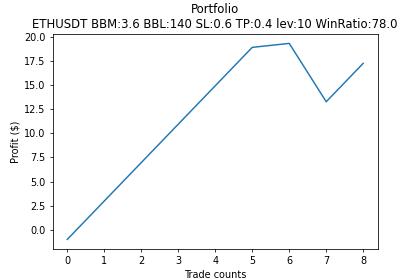 Portfolio
ETHUSDT BBM:3.6 BBL:140 SL:0.6 TP:0.4 lev:10 WinRatio:78.0
20.0
17.5
15.0
12.5
10.0
7.5
5.0
2.5
0.0
Profit ($)
0 1 2 3 4 5 6 7 8
Trade counts